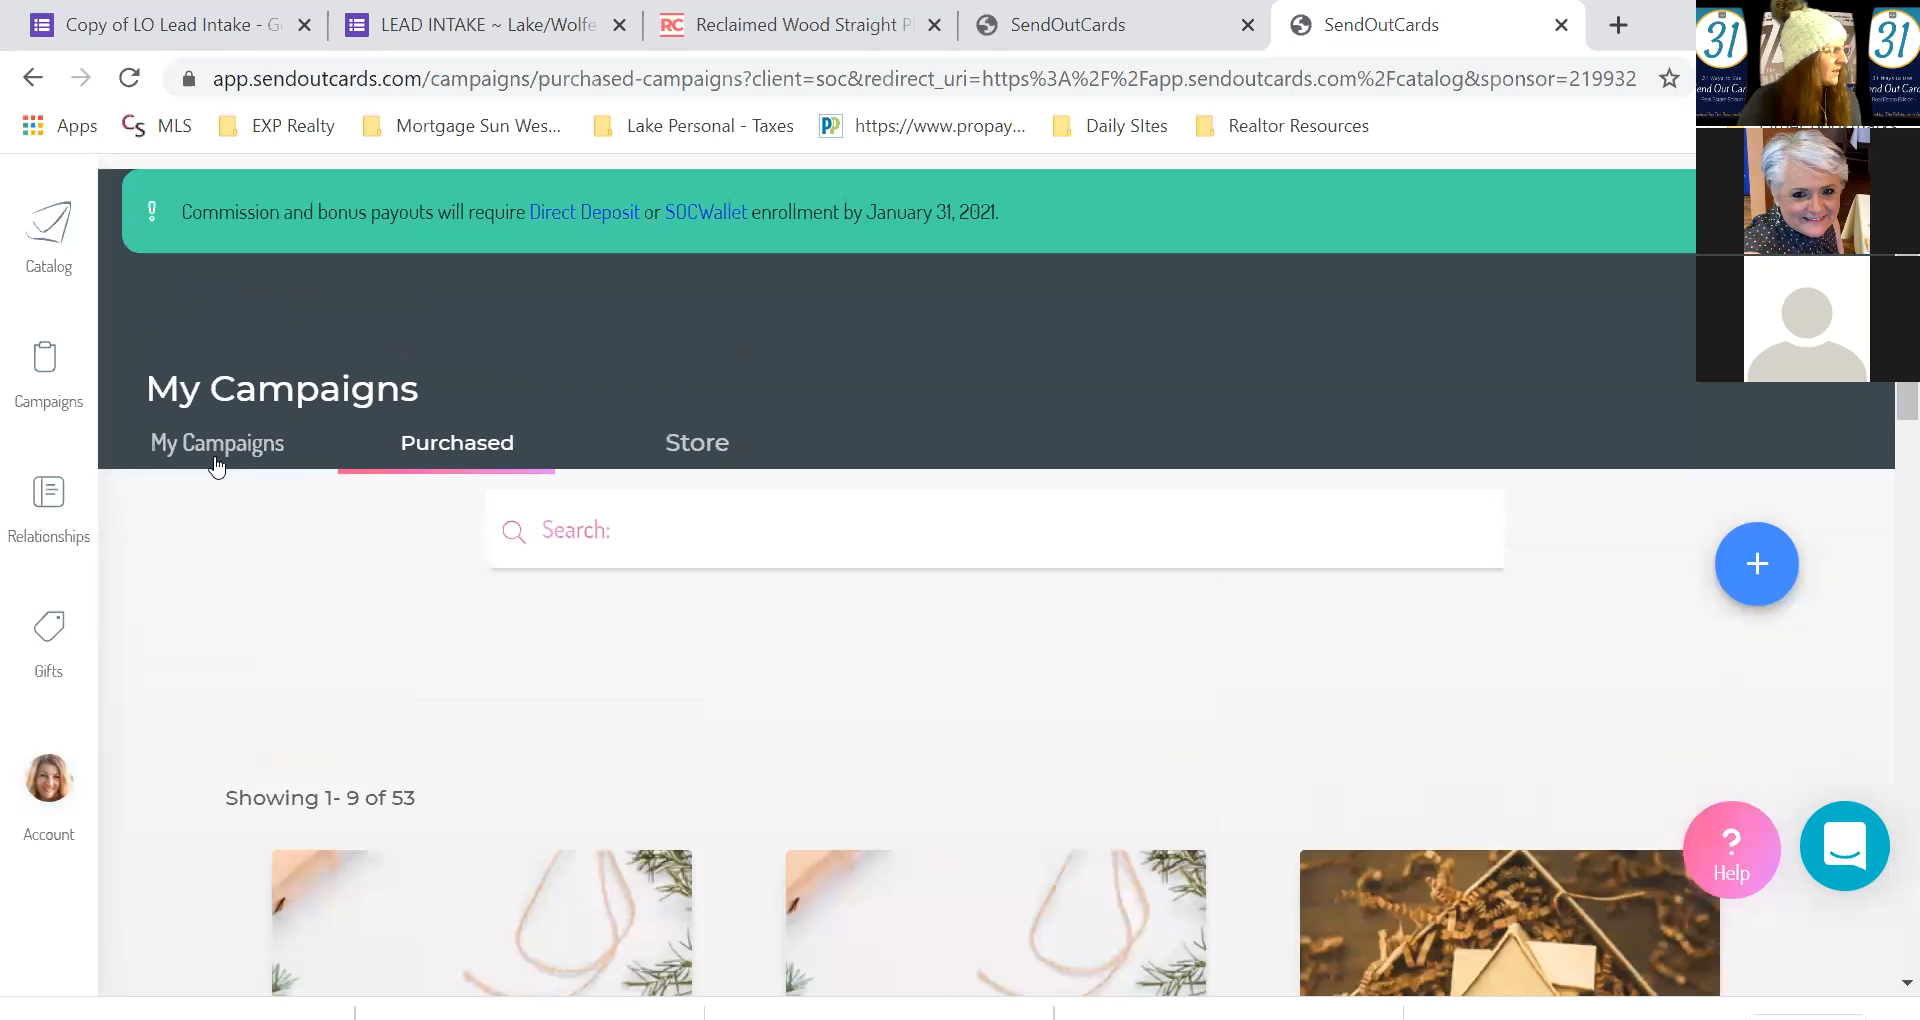 Copy of LO Lead Intake - G
LEAD INTAKE ~ Lake/Wolfe
RC
Reclaimed Wood Straight P
SendOutCards
SendOutCards
app.sendoutcards.com/campaigns/purchased-campaigns?client=soc&redirect_uri=https%3A%2F%2Fapp.sendoutcards.com%2Fcatalog&sponsor=219932
Apps
CS
MLS
EXP Realty
Mortgage Sun Wes...
Lake Personal - Taxes
PP
https://www.propay...
Daily SItes
Realtor Resources
31
31
Commission and bonus payouts will require Direct Deposit or SOCWallet enrollment by January 31, 2021.
Catalog
Campaigns
Relationships
Gifts
Account
My Campaigns
My Campaigns
Purchased
Store
Search:
+
Showing 1- 9 of 53
?
Help